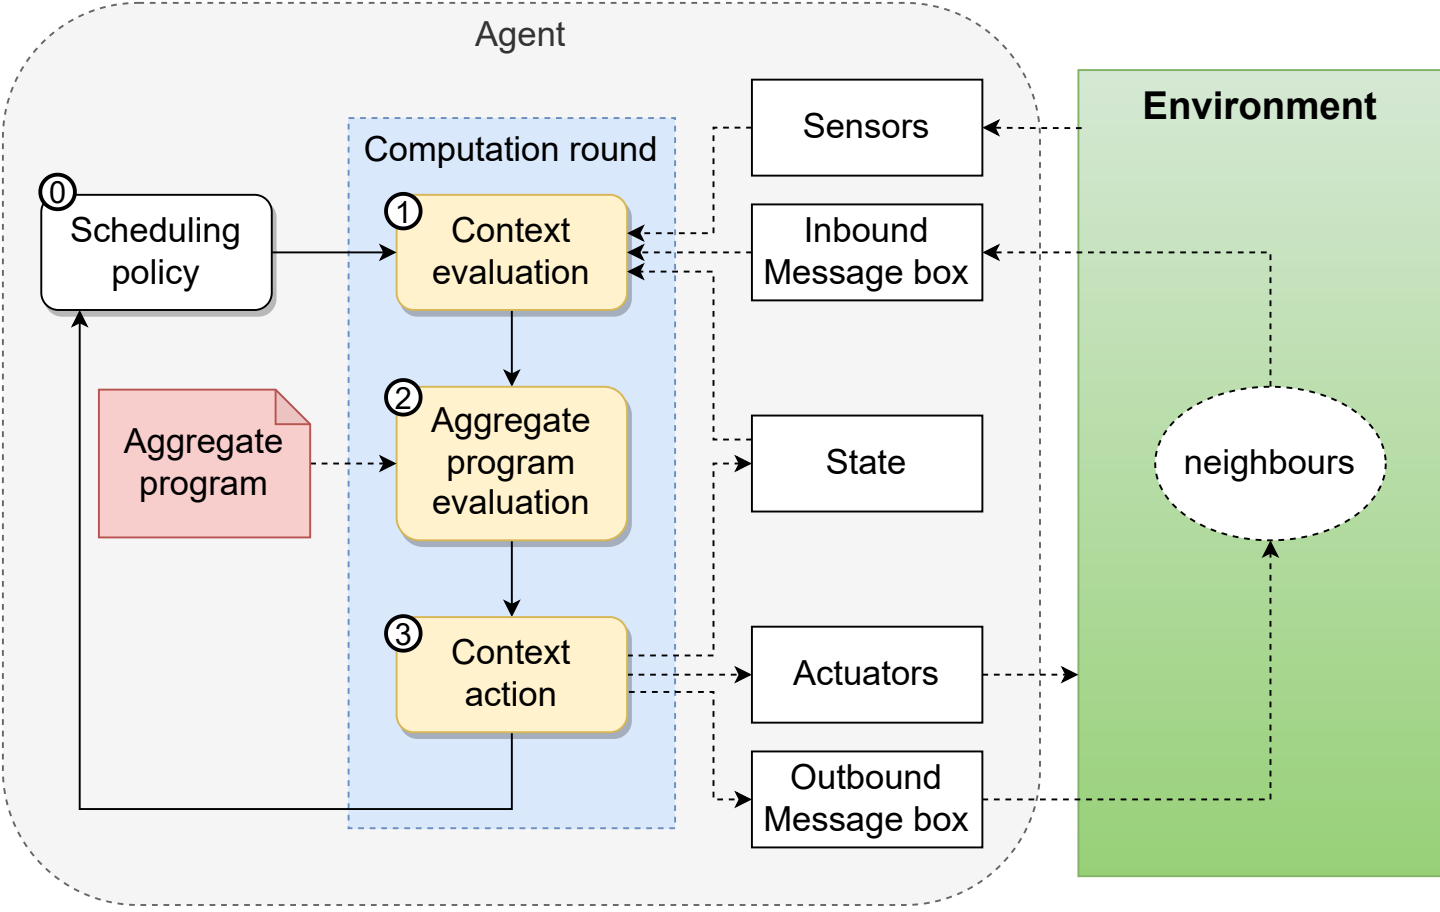 Agent
Environment
Sensors
Computation round
0
Scheduling
policy
1
Context
evaluation
Inbound
Message box
2
Aggregate
program
evaluation
Aggregate
program
State
neighbours
3
Context
action
Actuators
Outbound
Message box